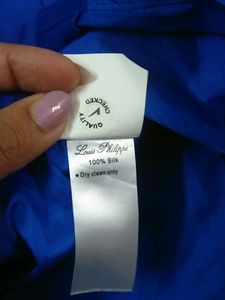 QUALITY
CHECKED
Louis Philippe
100% Silk
• Dry clean only